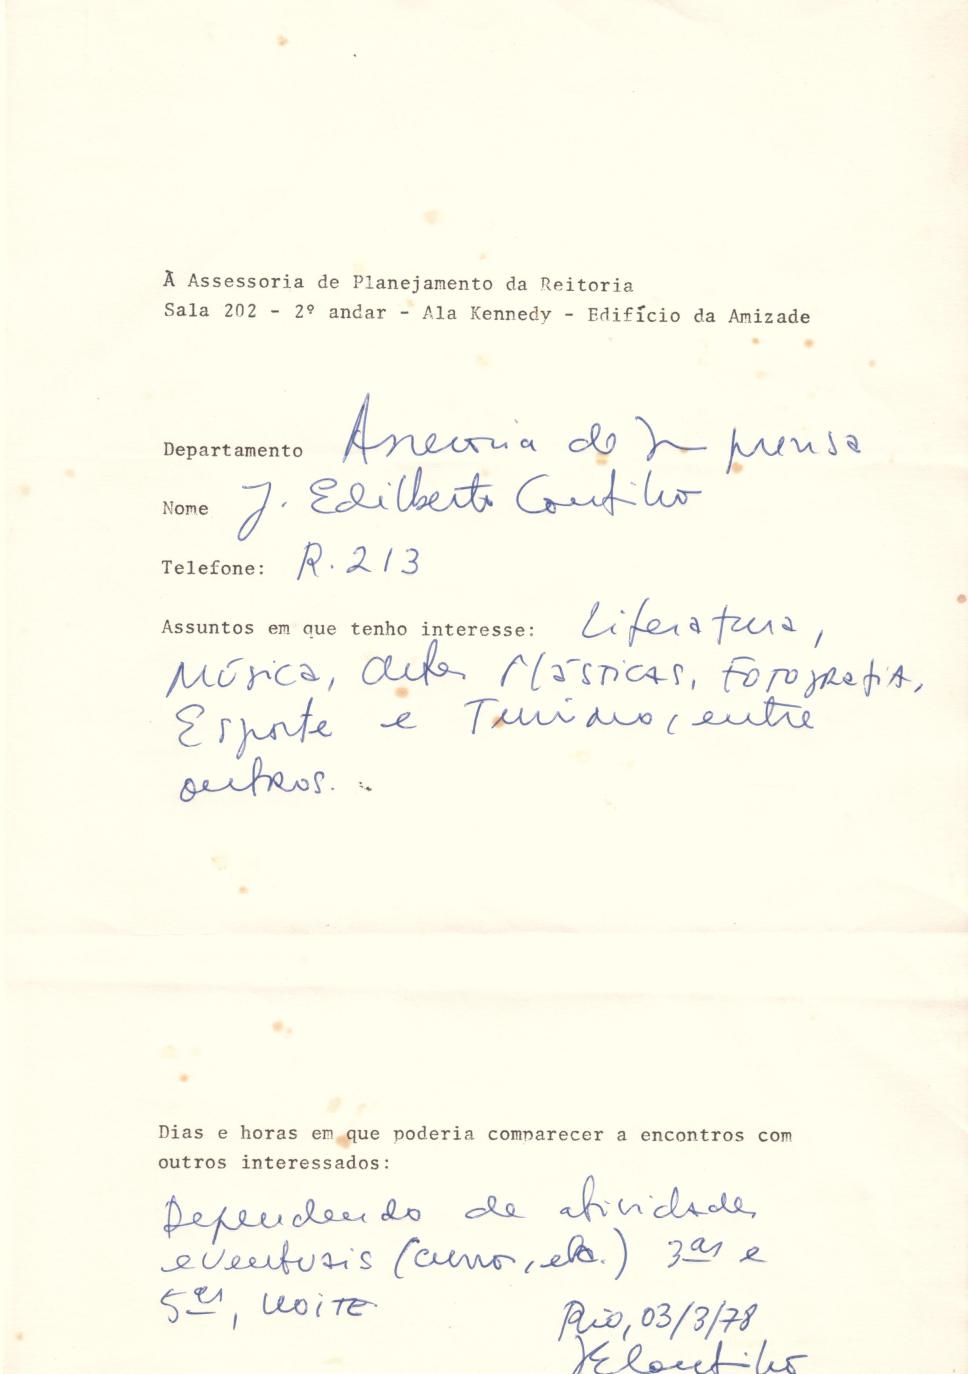 À Assessoria de Planejamento da Reitoria
Sala 202 - 2º andar - Ala Kennedy - Edifício da Amizade
Departamento Assessoria de Imprensa
Nome J. Edilberto Coutinho
Telefone: R. 213
Assuntos em que tenho interesse: Literatura,
Música, Artes Plásticas, Fotografia,
Esporte e Turismo, entre
outros.
Dias e horas em que poderia comparecer a encontros com
outros interessados:
Dependendo de atividades
eventuais (curso, etc.) 3as e
5as, noite
Rio, 03/3/78
JECoutinho